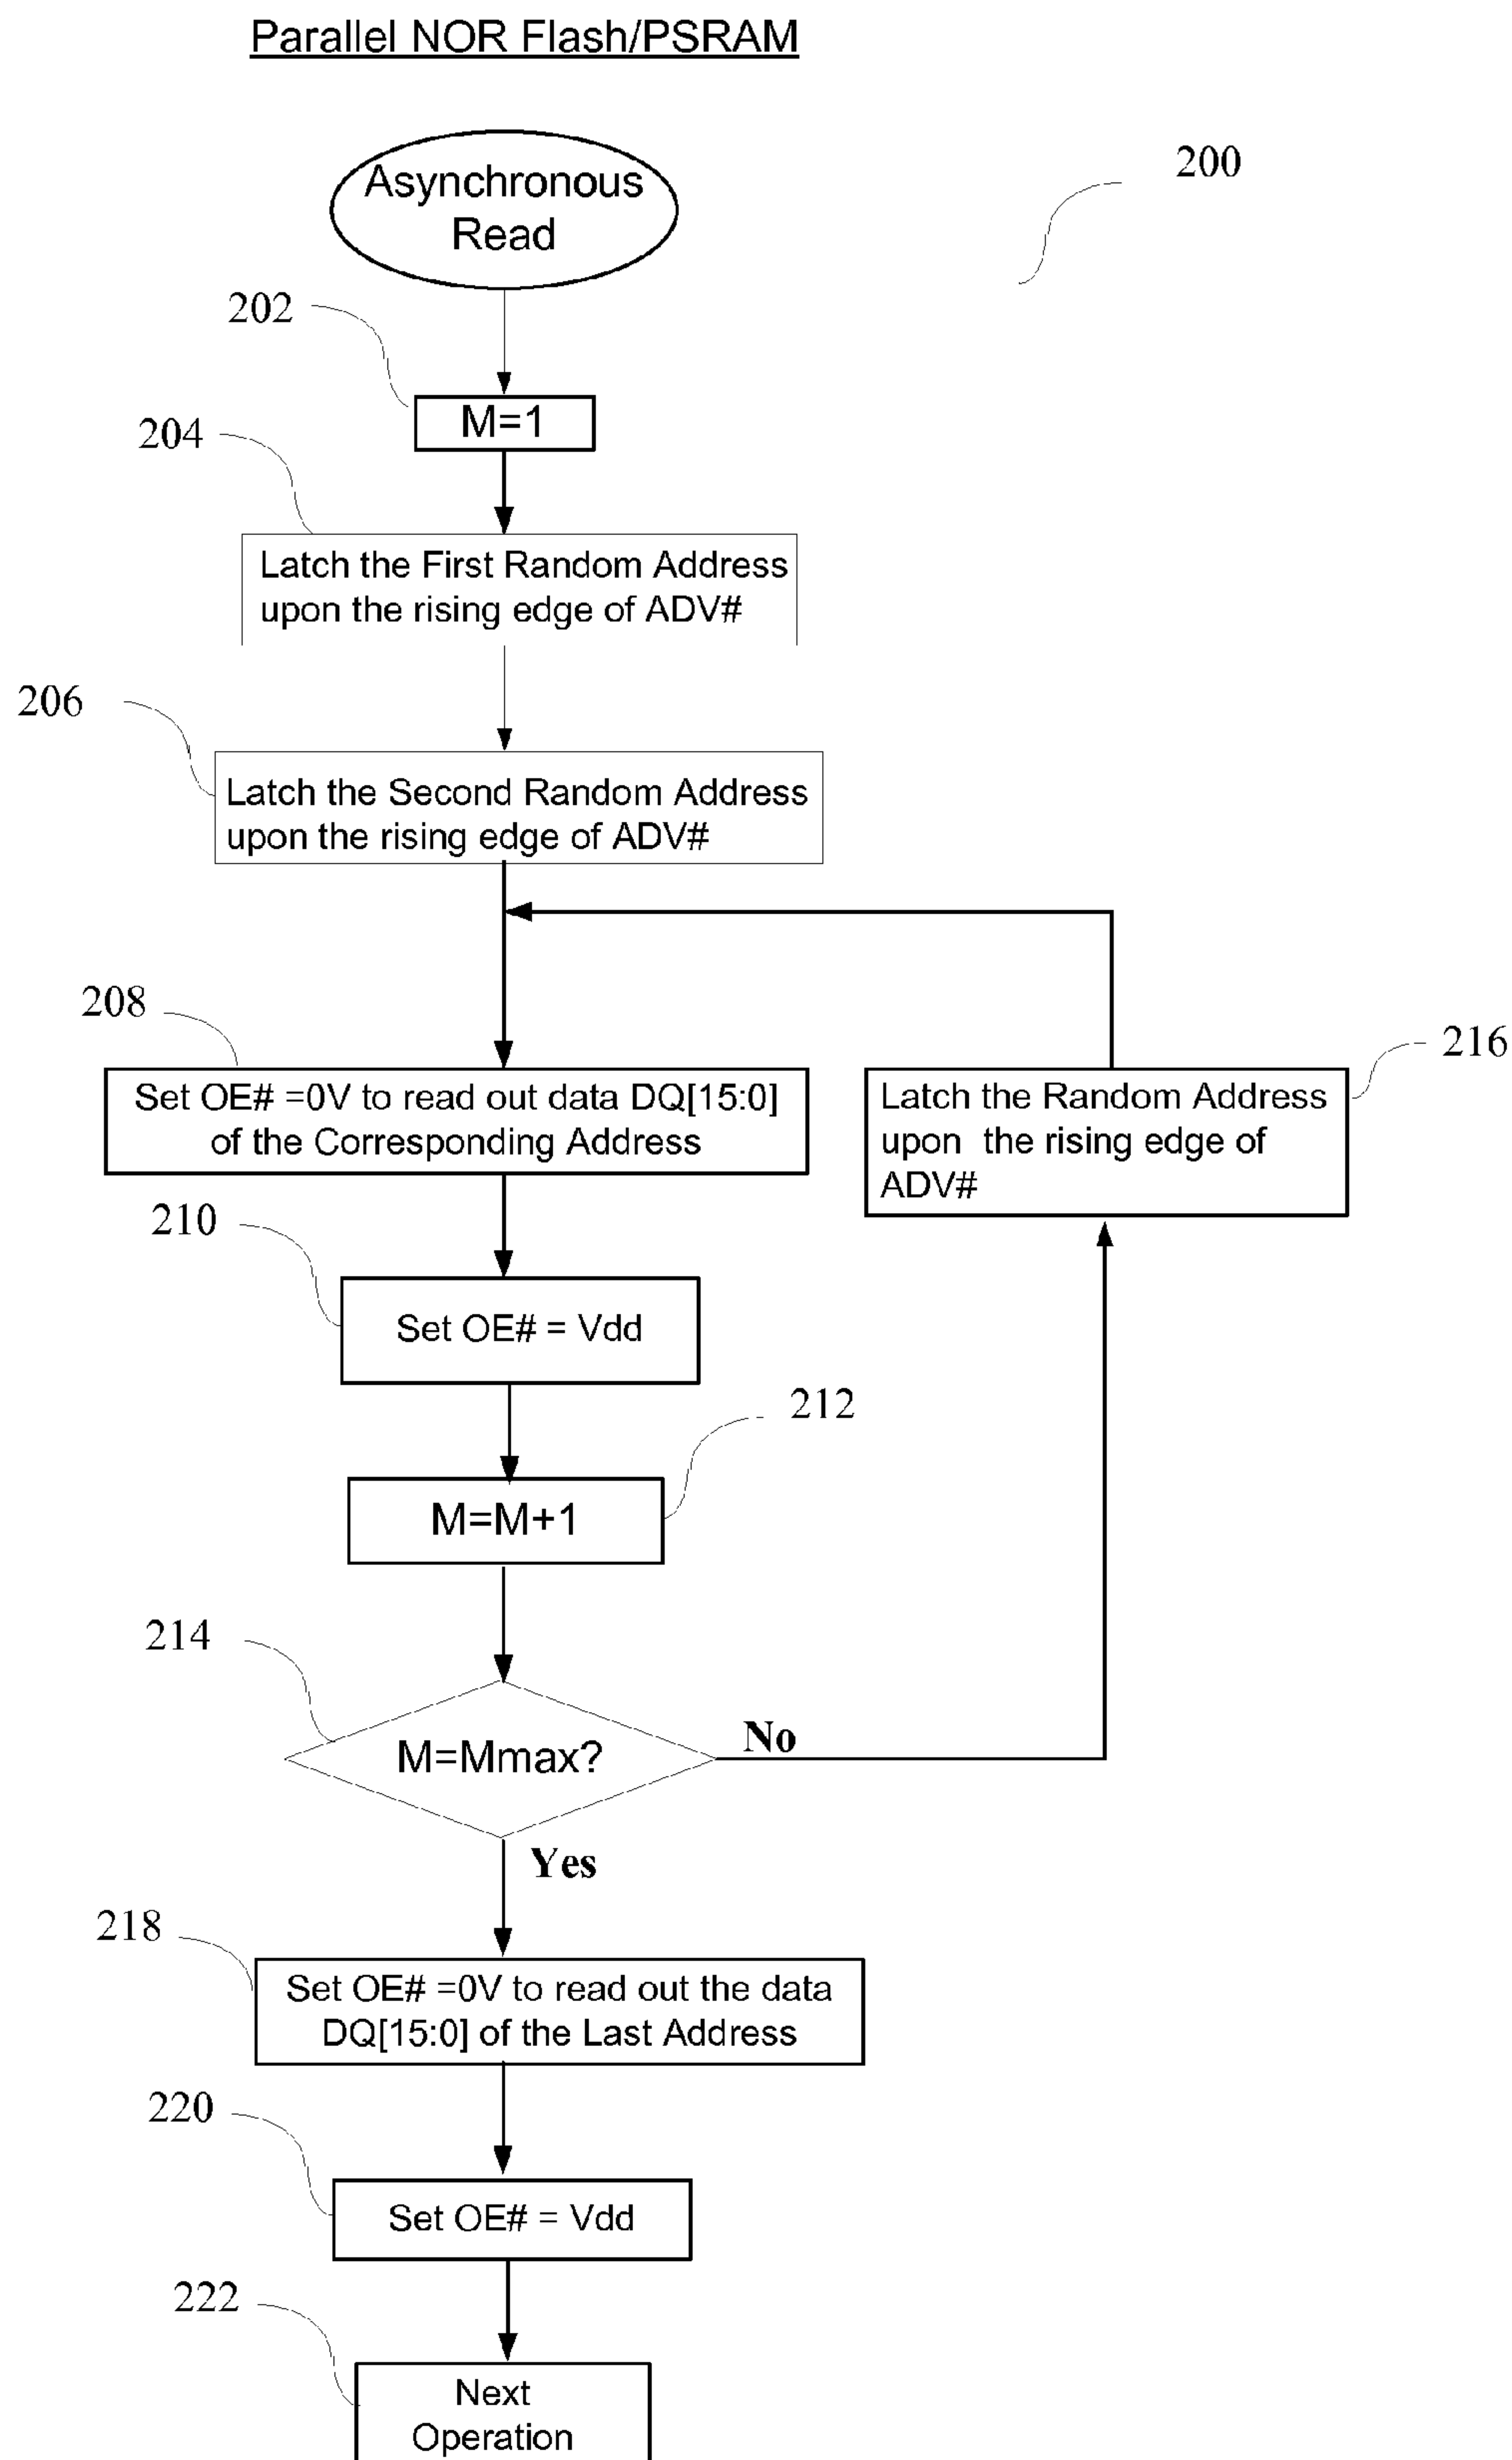 Parallel NOR Flash/PSRAM
Asynchronous
Read
200
202
M=1
204
Latch the First Random Address
upon the rising edge of ADV#
206
Latch the Second Random Address
upon the rising edge of ADV#
208
Set OE# =0V to read out data DQ[15:0]
of the Corresponding Address
216
Latch the Random Address
upon the rising edge of
ADV#
210
Set OE# = Vdd
212
M=M+1
214
M=Mmax?
No
Yes
218
Set OE# =0V to read out the data
DQ[15:0] of the Last Address
220
Set OE# = Vdd
222
Next
Operation